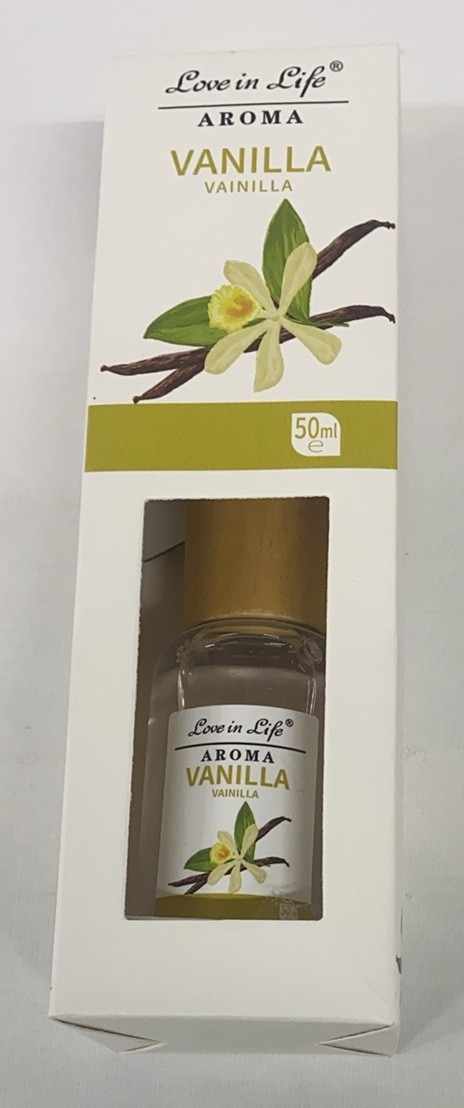 Love in Life®
AROMA
VANILLA
VAINILLA
50ml
e
Love in Life®
AROMA
VANILLA
VAINILLA